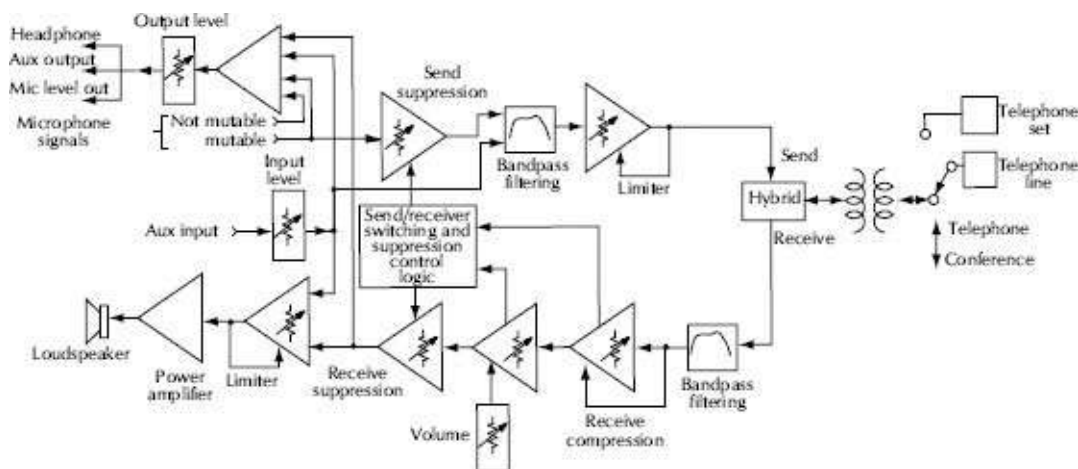 Output level
Headphone
Aux output
Mic level out
Microphone
signals
Not mutable
mutable
Input
level
Aux input
Send
suppression
Bandpass
filtering
Limiter
Send
Hybrid
Receive
Telephone
set
Telephone
line
Telephone
Conference
Send/receiver
switching and
suppression
control
logic
Loudspeaker
Power
amplifier
Limiter
Receive
suppression
Volume
Receive
compression
Bandpass
filtering